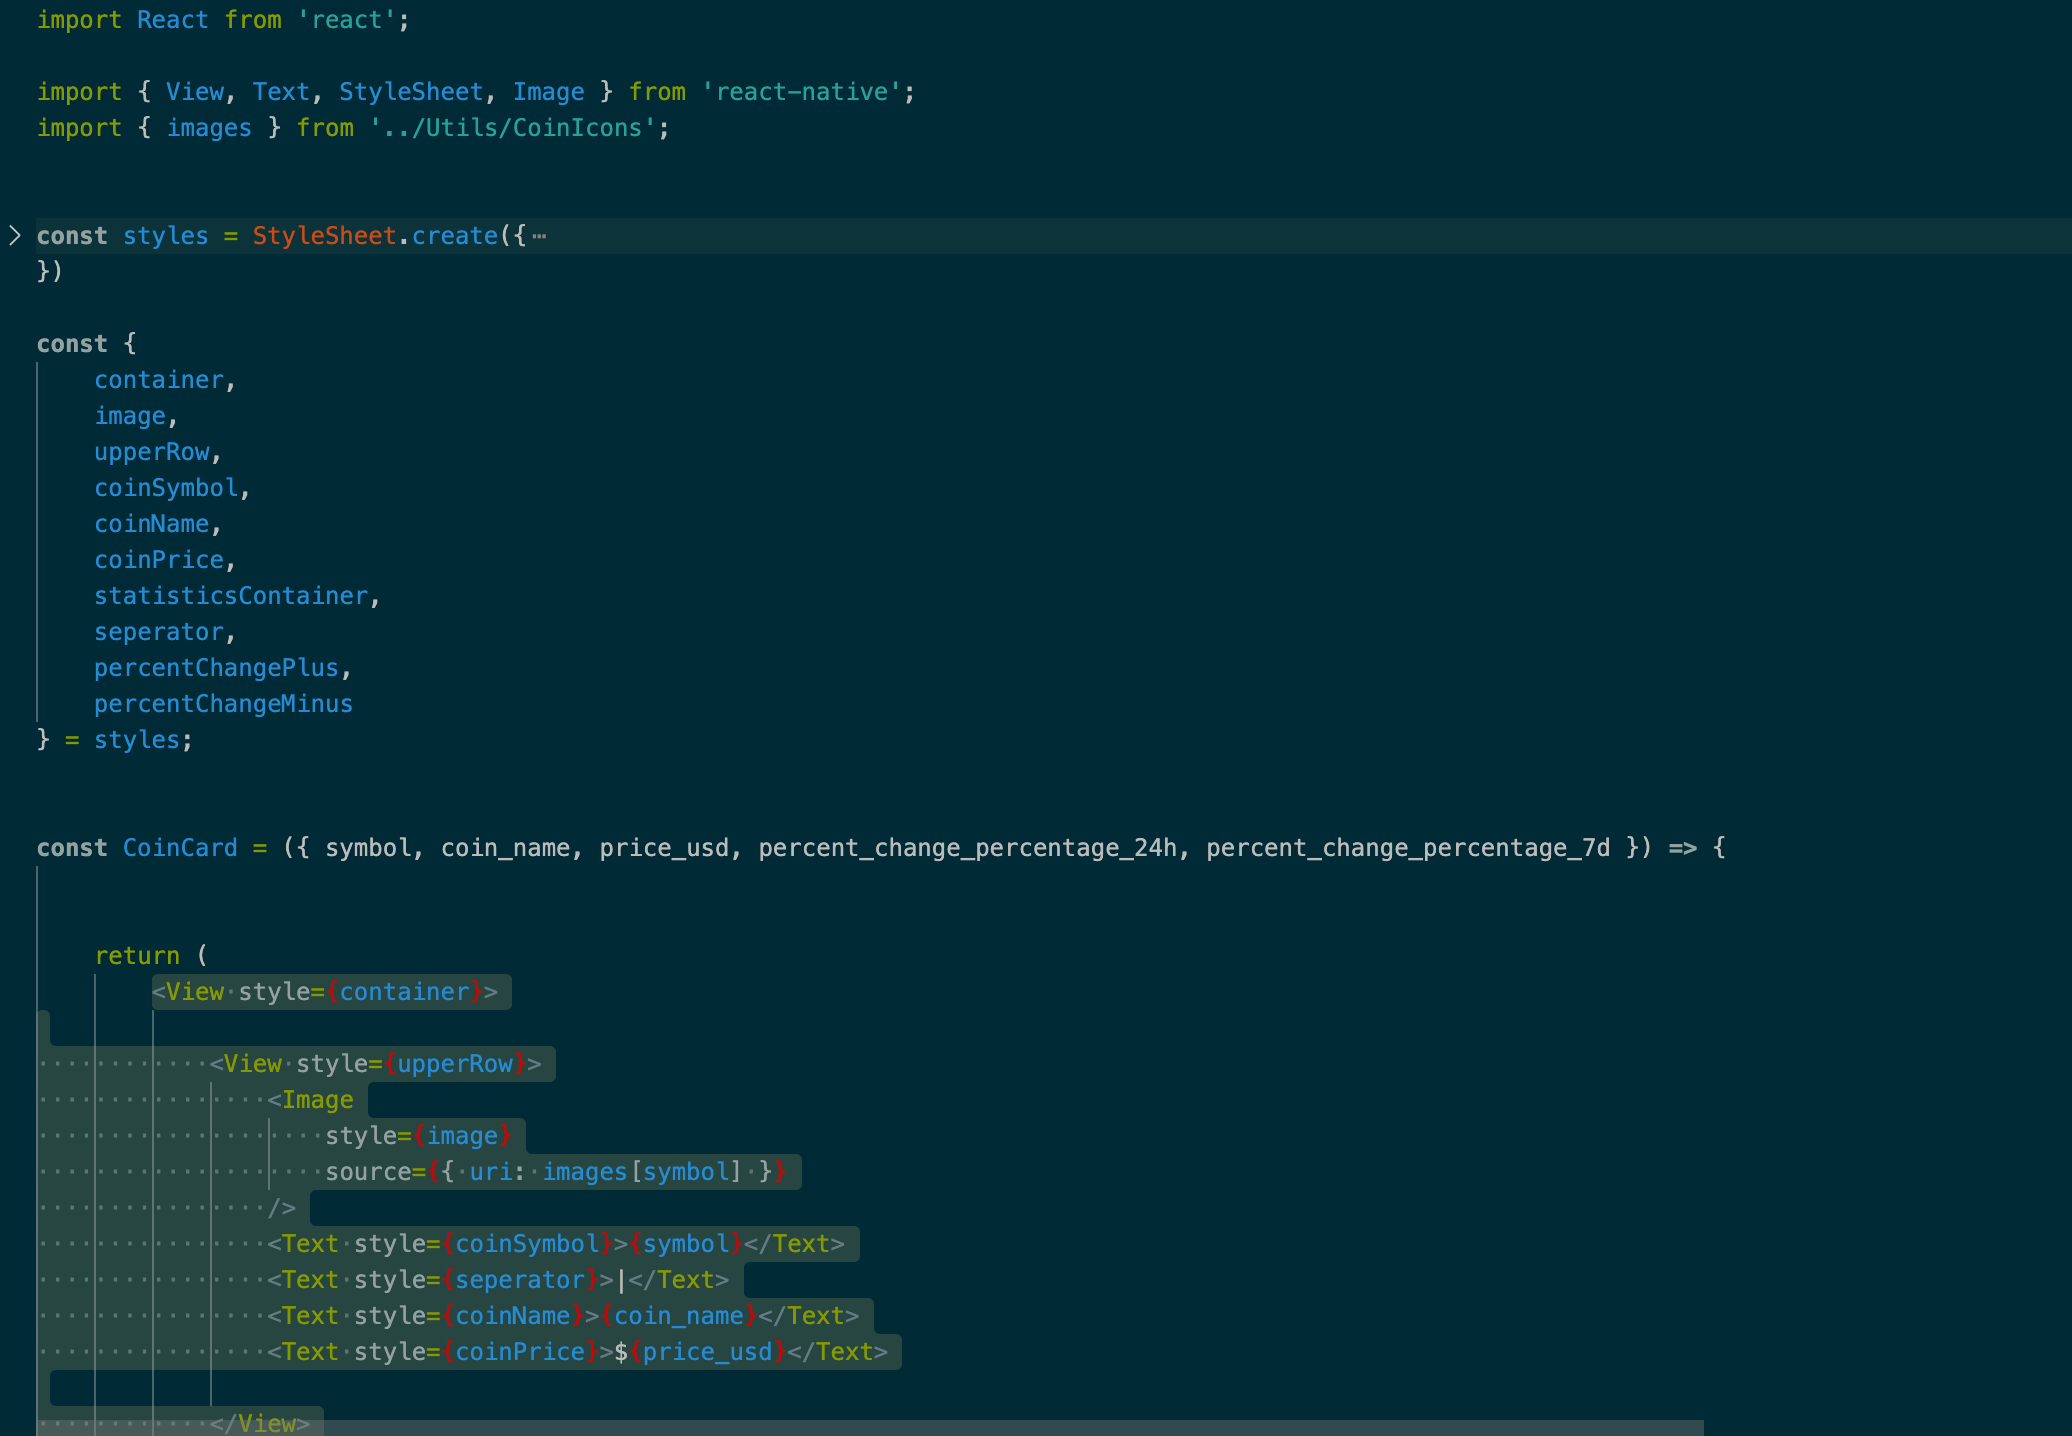 import React from 'react';
import { View, Text, StyleSheet, Image } from 'react-native';
import { images } from '../Utils/CoinIcons';
const styles = StyleSheet.create({⋯
})
const {
container,
image,
upperRow,
coinSymbol,
coinName,
coinPrice,
statisticsContainer,
seperator,
percentChangePlus,
percentChangeMinus
} = styles;
const CoinCard = ({ symbol, coin_name, price_usd, percent_change_percentage_24h, percent_change_percentage_7d }) => {
return (
<View style={container}>
<View style={upperRow}>
<Image
style={image}
source={{ uri: images[symbol] }}
/>
<Text style={coinSymbol}>{symbol}</Text>
<Text style={seperator}>|</Text>
<Text style={coinName}>{coin_name}</Text>
<Text style={coinPrice}>${price_usd}</Text>
</View>